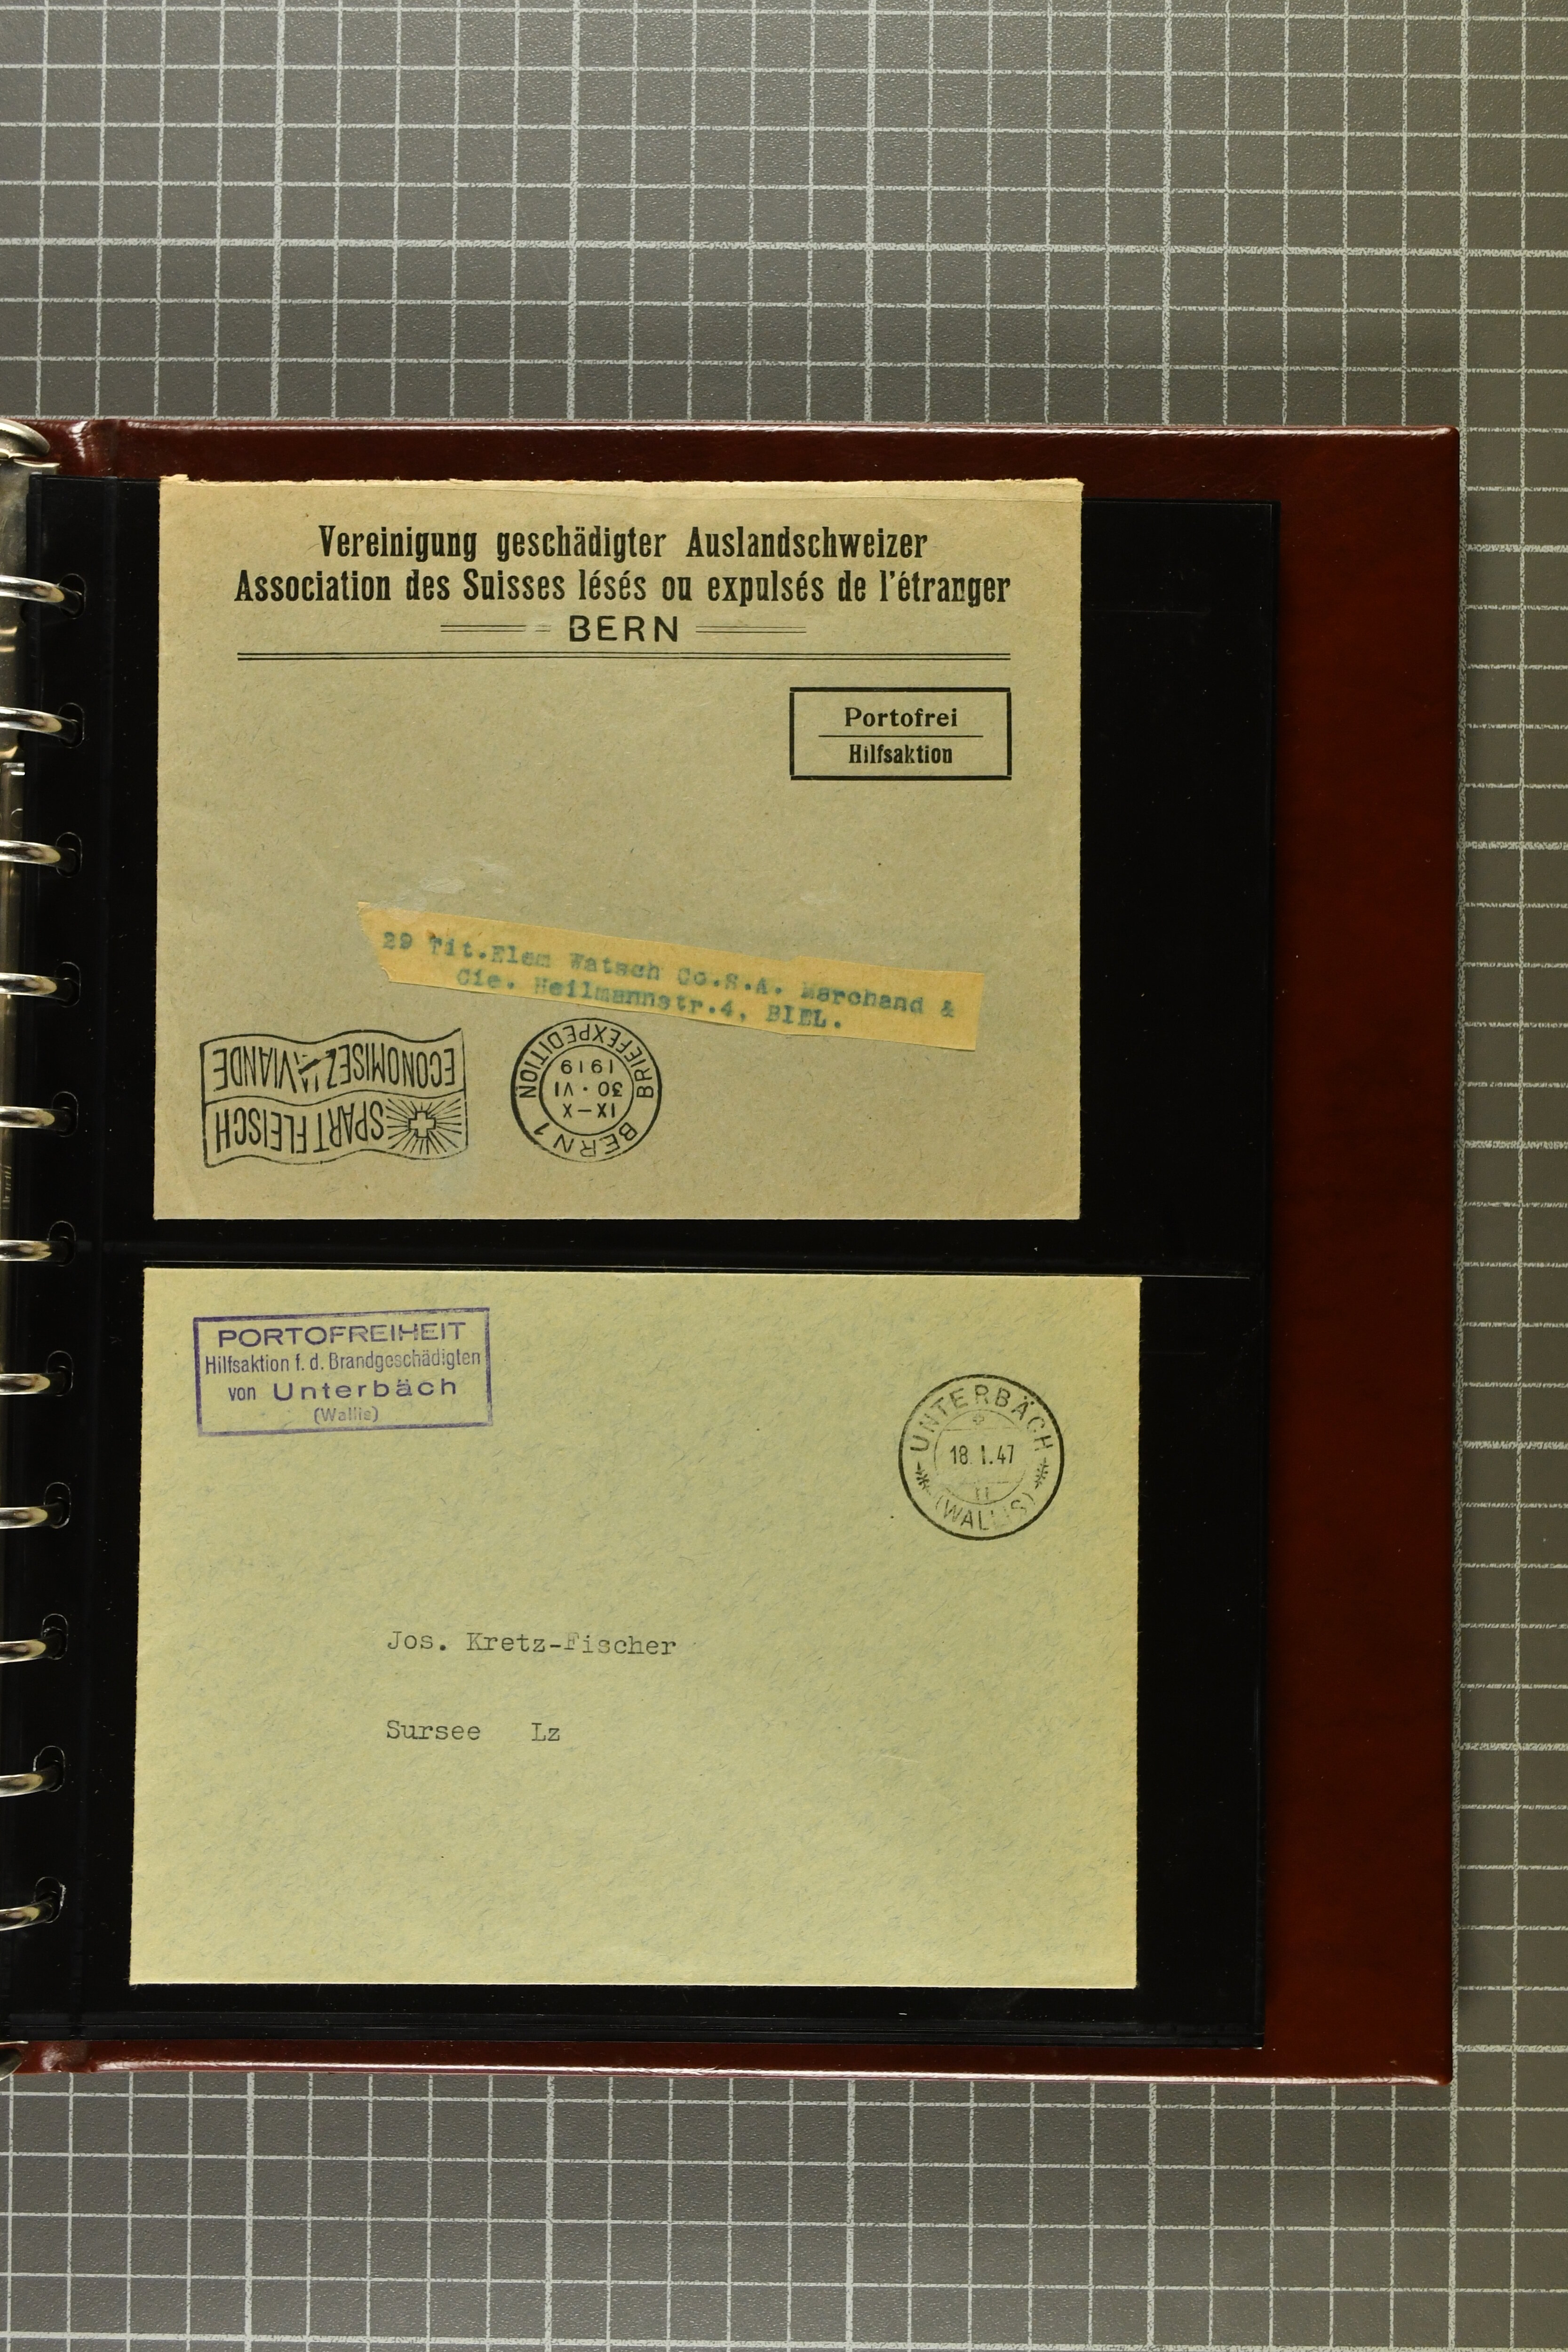 Vereinigung geschädigter Auslandschweizer
Association des Suisses lésés ou expulsés de l'étranger
BERN
Portofrei
Hilfsaktion
29 Tit.Elem Watsch Co.S.A. Marchand &
Cie. Heilmannstr.4, BIEL.
BERN 1
BRIEFEXPEDITION
IX-X
30.VI
1919
SPART FLEISCH
ECONOMISEZ LA VIANDE
PORTOFREIHEIT
Hilfsaktion f. d. Brandgeschädigten
von Unterbäch
(Wallis)
UNTERBÄCH
18.I.47
(WALLIS)
Jos. Kretz-Fischer
Sursee Lz